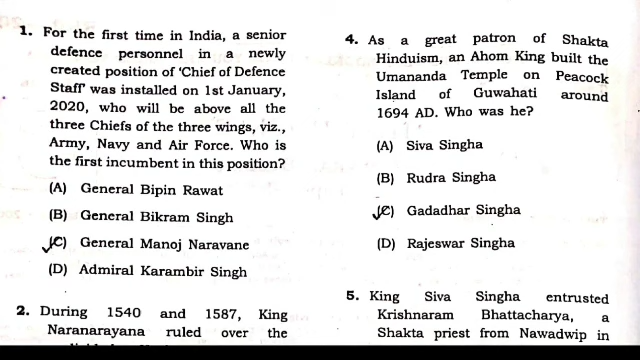 1. For the first time in India, a senior
defence personnel in a newly
created position of 'Chief of Defence
Staff' was installed on 1st January,
2020, who will be above all the
three Chiefs of the three wings, viz.,
Army, Navy and Air Force. Who is
the first incumbent in this position?
(A) General Bipin Rawat
(B) General Bikram Singh
(C) General Manoj Naravane
(D) Admiral Karambir Singh
2. During 1540 and 1587, King
Naranarayana ruled over the
4. As a great patron of Shakta
Hinduism, an Ahom King built the
Umananda Temple on Peacock
Island of Guwahati around
1694 AD. Who was he?
(A) Siva Singha
(B) Rudra Singha
(C) Gadadhar Singha
(D) Rajeswar Singha
5. King Siva Singha entrusted
Krishnaram Bhattacharya, a
Shakta priest from Nawadwip in